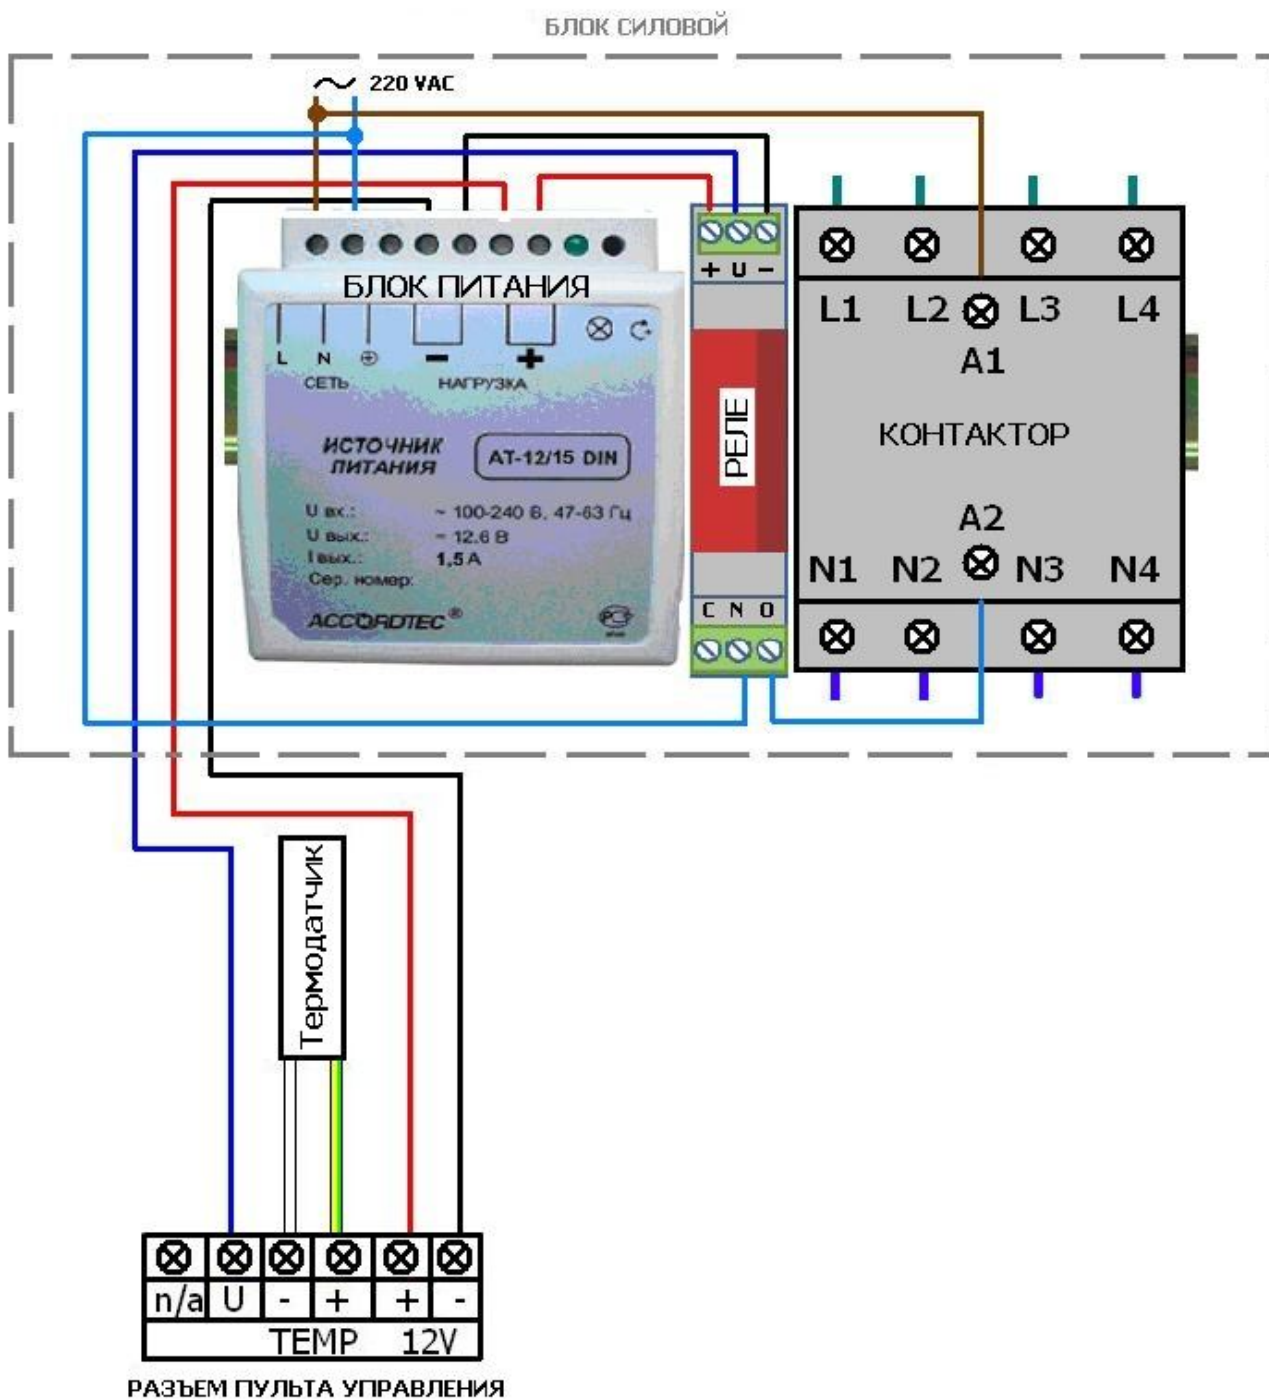 БЛОК СИЛОВОЙ
220 VAC
БЛОК ПИТАНИЯ
L N
СЕТЬ
− +
НАГРУЗКА
ИСТОЧНИК
ПИТАНИЯ
АТ-12/15 DIN
U вх.: ~ 100-240 В, 47-63 Гц
U вых.: – 12.6 В
I вых.: 1,5 А
Сер. номер:
ACCORDTEC®
+ U −
РЕЛЕ
C N O
L1 L2 L3 L4
A1
КОНТАКТОР
A2
N1 N2 N3 N4
Термодатчик
n/a U - + + -
TEMP 12V
РАЗЪЕМ ПУЛЬТА УПРАВЛЕНИЯ